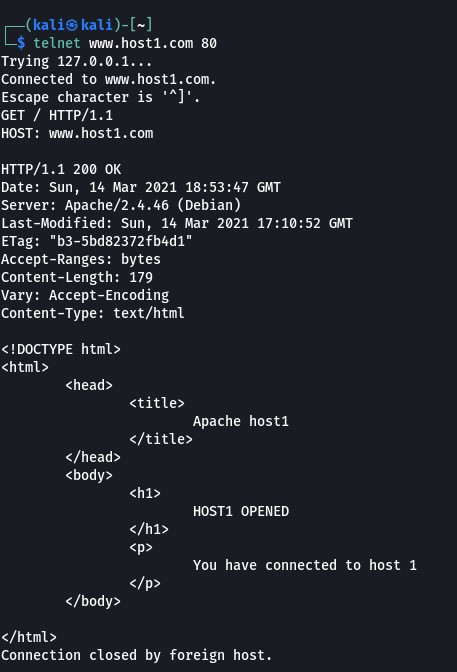 ┌──(kali㉿kali)-[~]
└─$ telnet www.host1.com 80
Trying 127.0.0.1...
Connected to www.host1.com.
Escape character is '^]'.
GET / HTTP/1.1
HOST: www.host1.com

HTTP/1.1 200 OK
Date: Sun, 14 Mar 2021 18:53:47 GMT
Server: Apache/2.4.46 (Debian)
Last-Modified: Sun, 14 Mar 2021 17:10:52 GMT
ETag: "b3-5bd82372fb4d1"
Accept-Ranges: bytes
Content-Length: 179
Vary: Accept-Encoding
Content-Type: text/html

<!DOCTYPE html>
<html>
        <head>
                <title>
                        Apache host1
                </title>
        </head>
        <body>
                <h1>
                        HOST1 OPENED
                </h1>
                <p>
                        You have connected to host 1
                </p>
        </body>

</html>
Connection closed by foreign host.